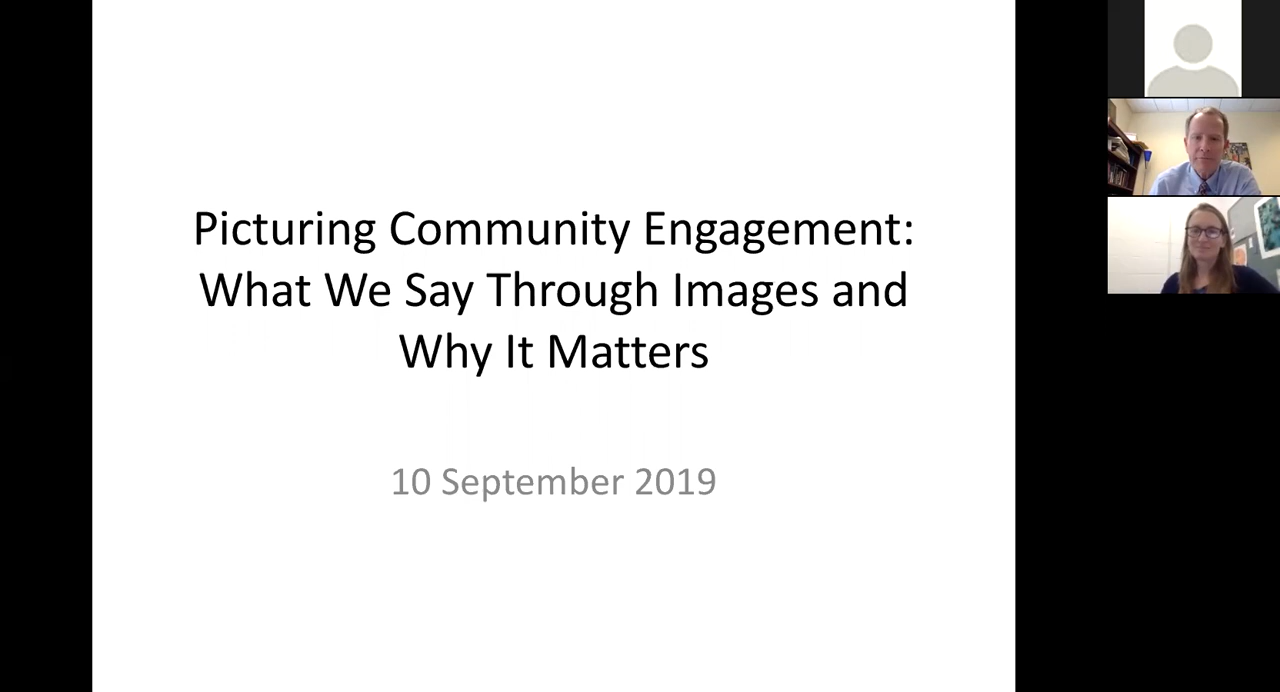 Picturing Community Engagement:
What We Say Through Images and
Why It Matters
10 September 2019